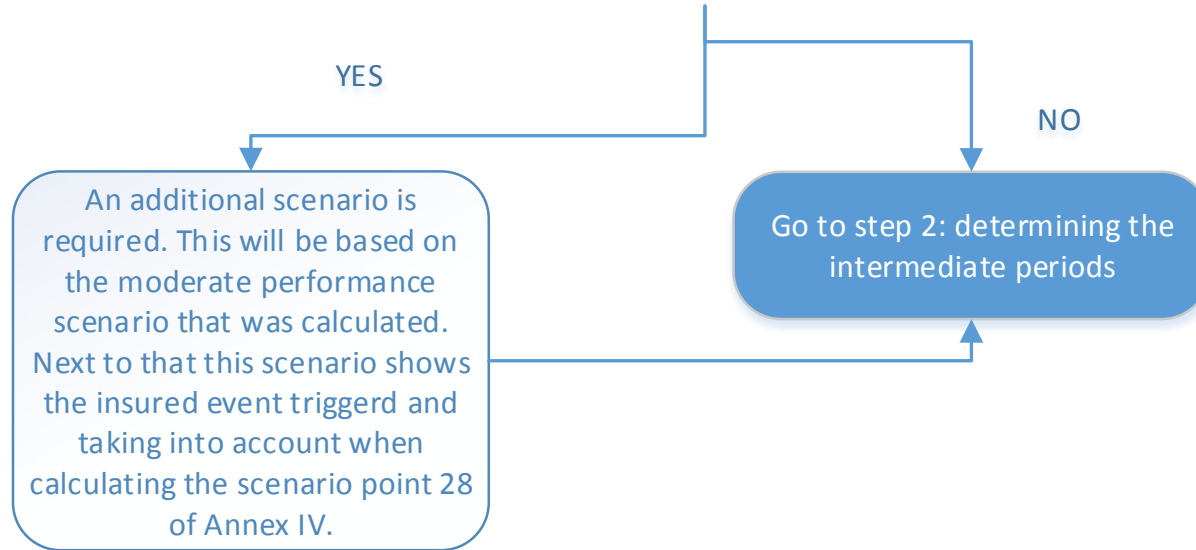 YES
NO
An additional scenario is
required. This will be based on
the moderate performance
scenario that was calculated.
Next to that this scenario shows
the insured event triggerd and
taking into account when
calculating the scenario point 28
of Annex IV.
Go to step 2: determining the
intermediate periods